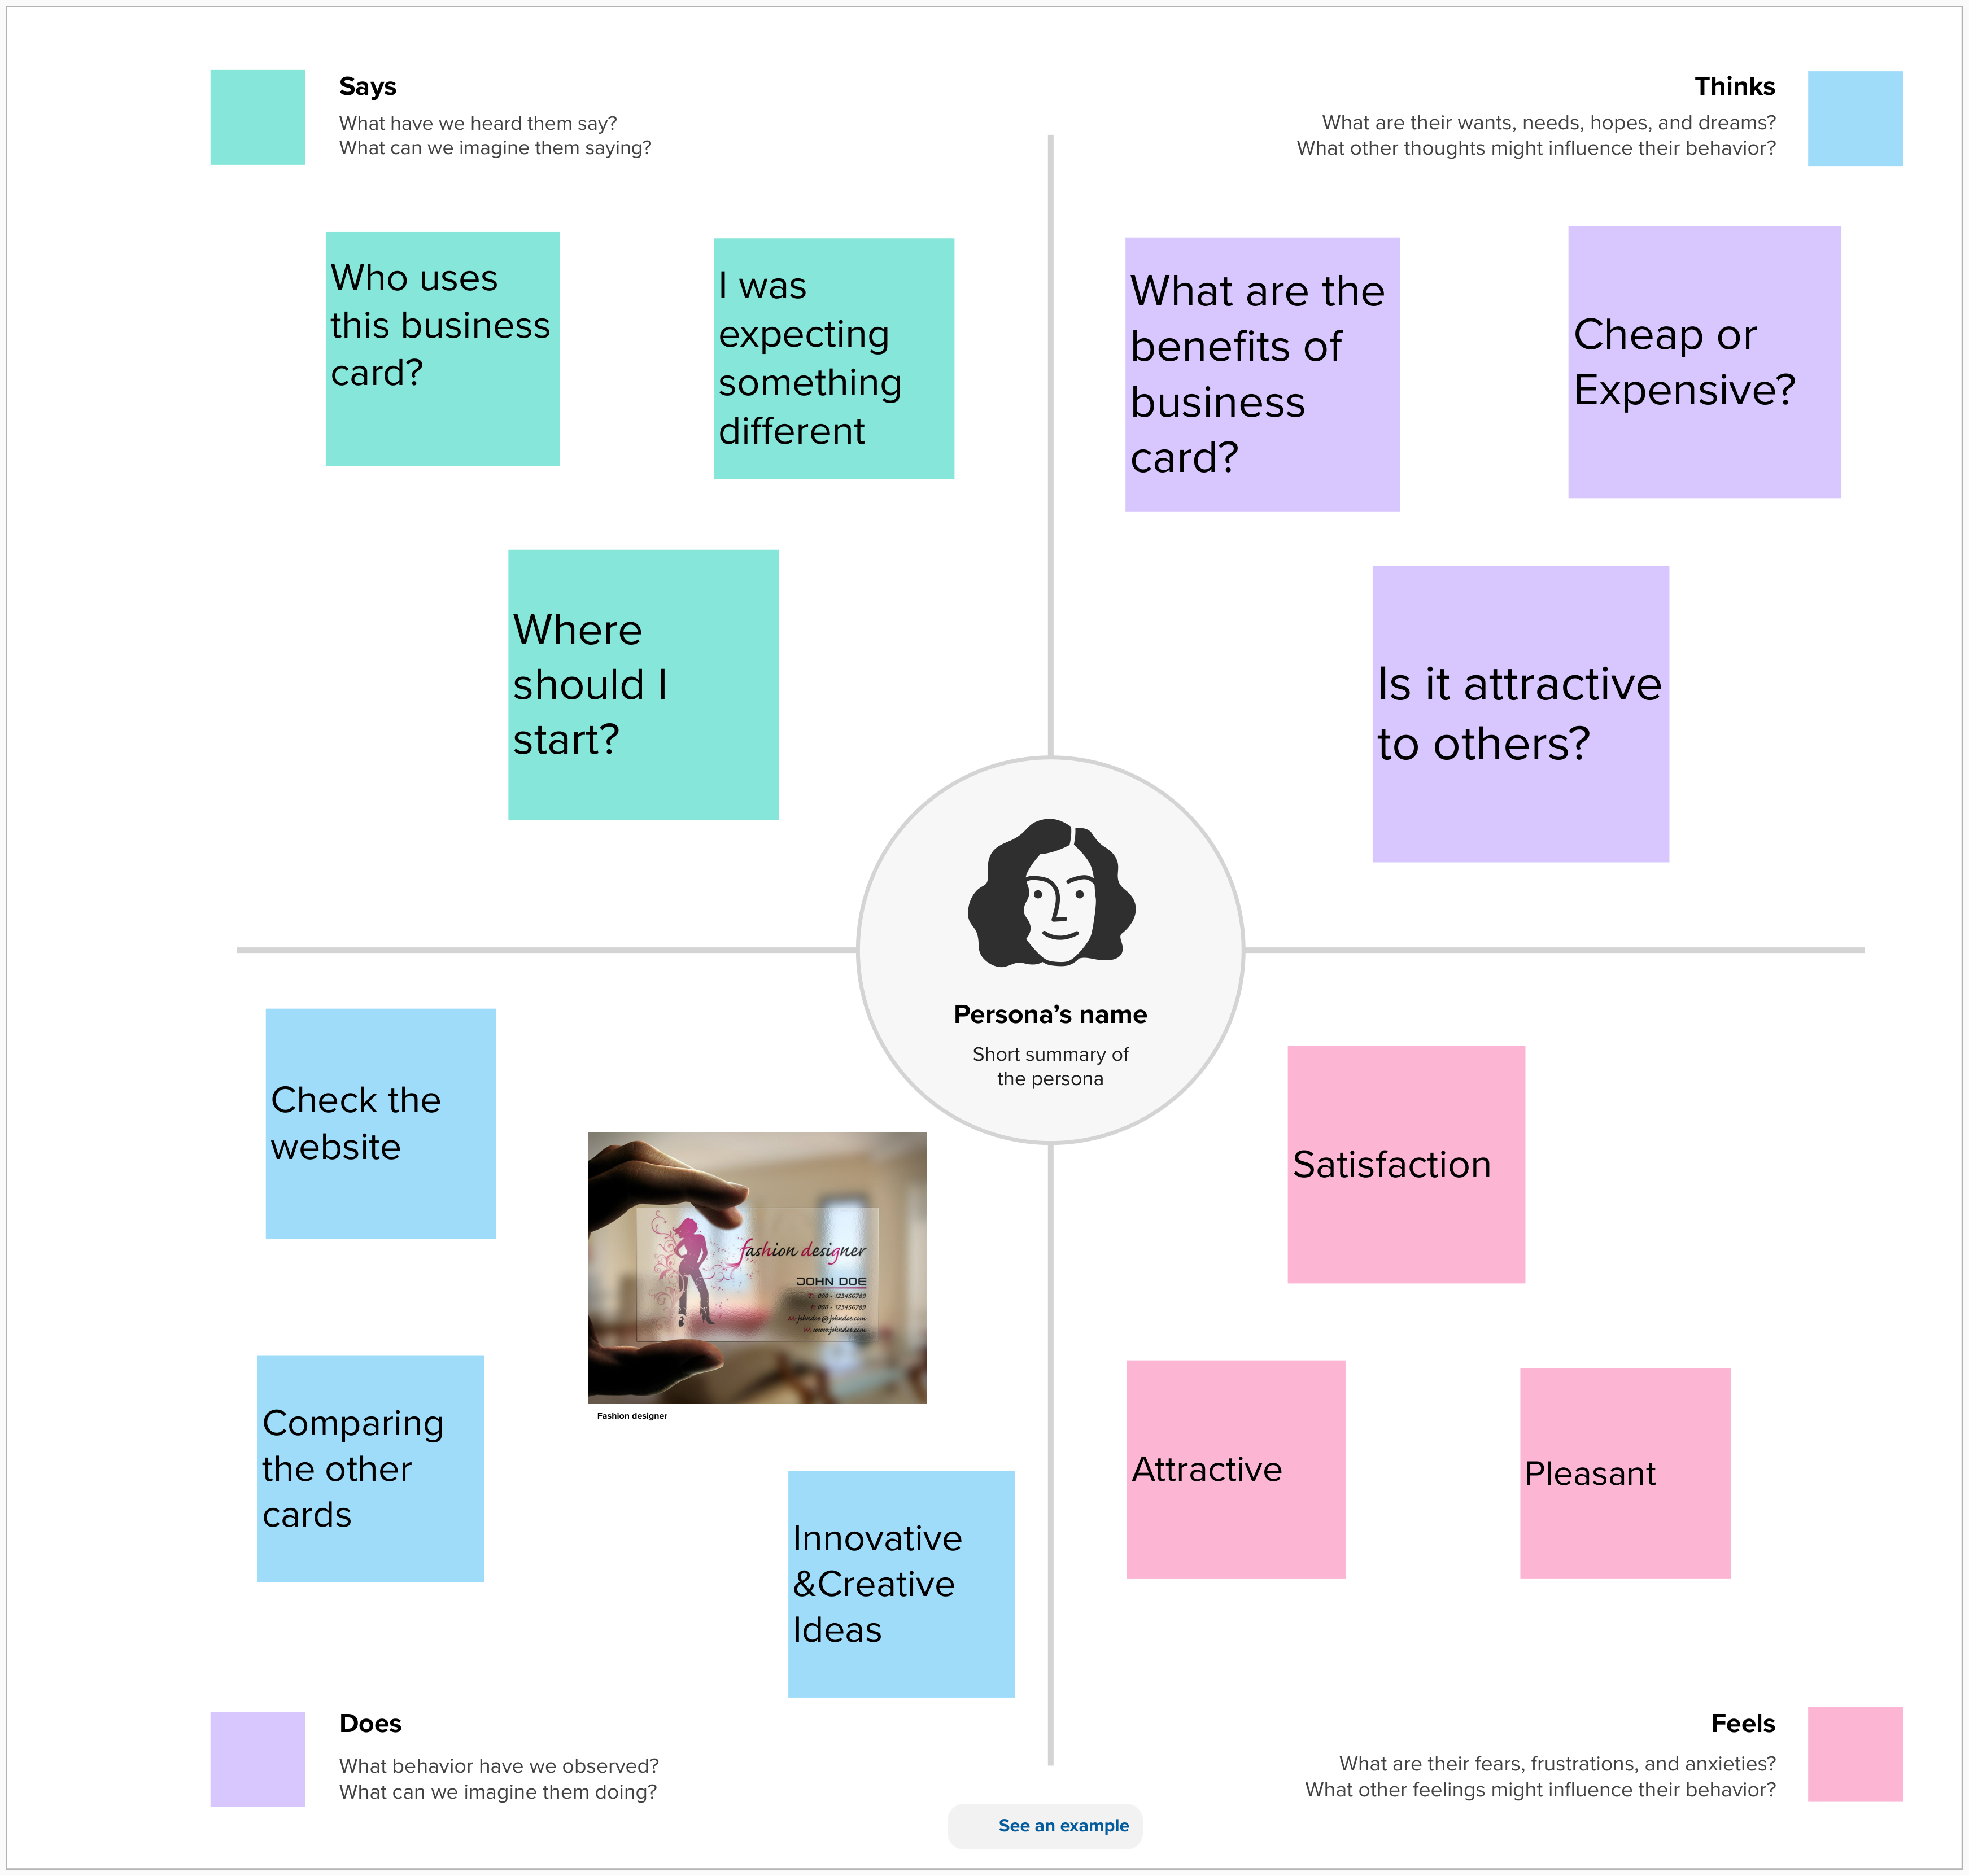 Says
What have we heard them say?
What can we imagine them saying?
Thinks
What are their wants, needs, hopes, and dreams?
What other thoughts might influence their behavior?
Who uses
this business
card?
I was
expecting
something
different
Where
should I
start?
What are the
benefits of
business
card?
Cheap or
Expensive?
Is it attractive
to others?
Persona’s name
Short summary of
the persona
Check the
website
Comparing
the other
cards
fashion designer
JOHN DOE
T: 000 - 123456789
F: 000 - 123456789
M: johndoe@johndoe.com
W: www.johndoe.com
Fashion designer
Innovative
&Creative
Ideas
Satisfaction
Attractive
Pleasant
Does
What behavior have we observed?
What can we imagine them doing?
Feels
What are their fears, frustrations, and anxieties?
What other feelings might influence their behavior?
See an example